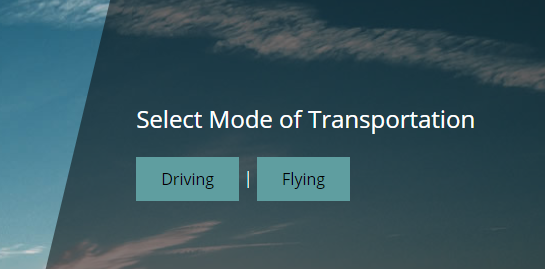 Select Mode of Transportation
Driving | Flying